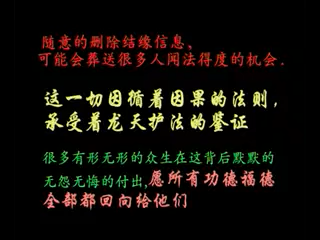 随意的删除结缘信息、
可能会葬送很多人闻法得度的机会.
这一切因循着因果的法则,
承受着龙天护法的鉴证
很多有形无形的众生在这背后默默的
无怨无悔的付出,愿所有功德福德
全部都回向给他们